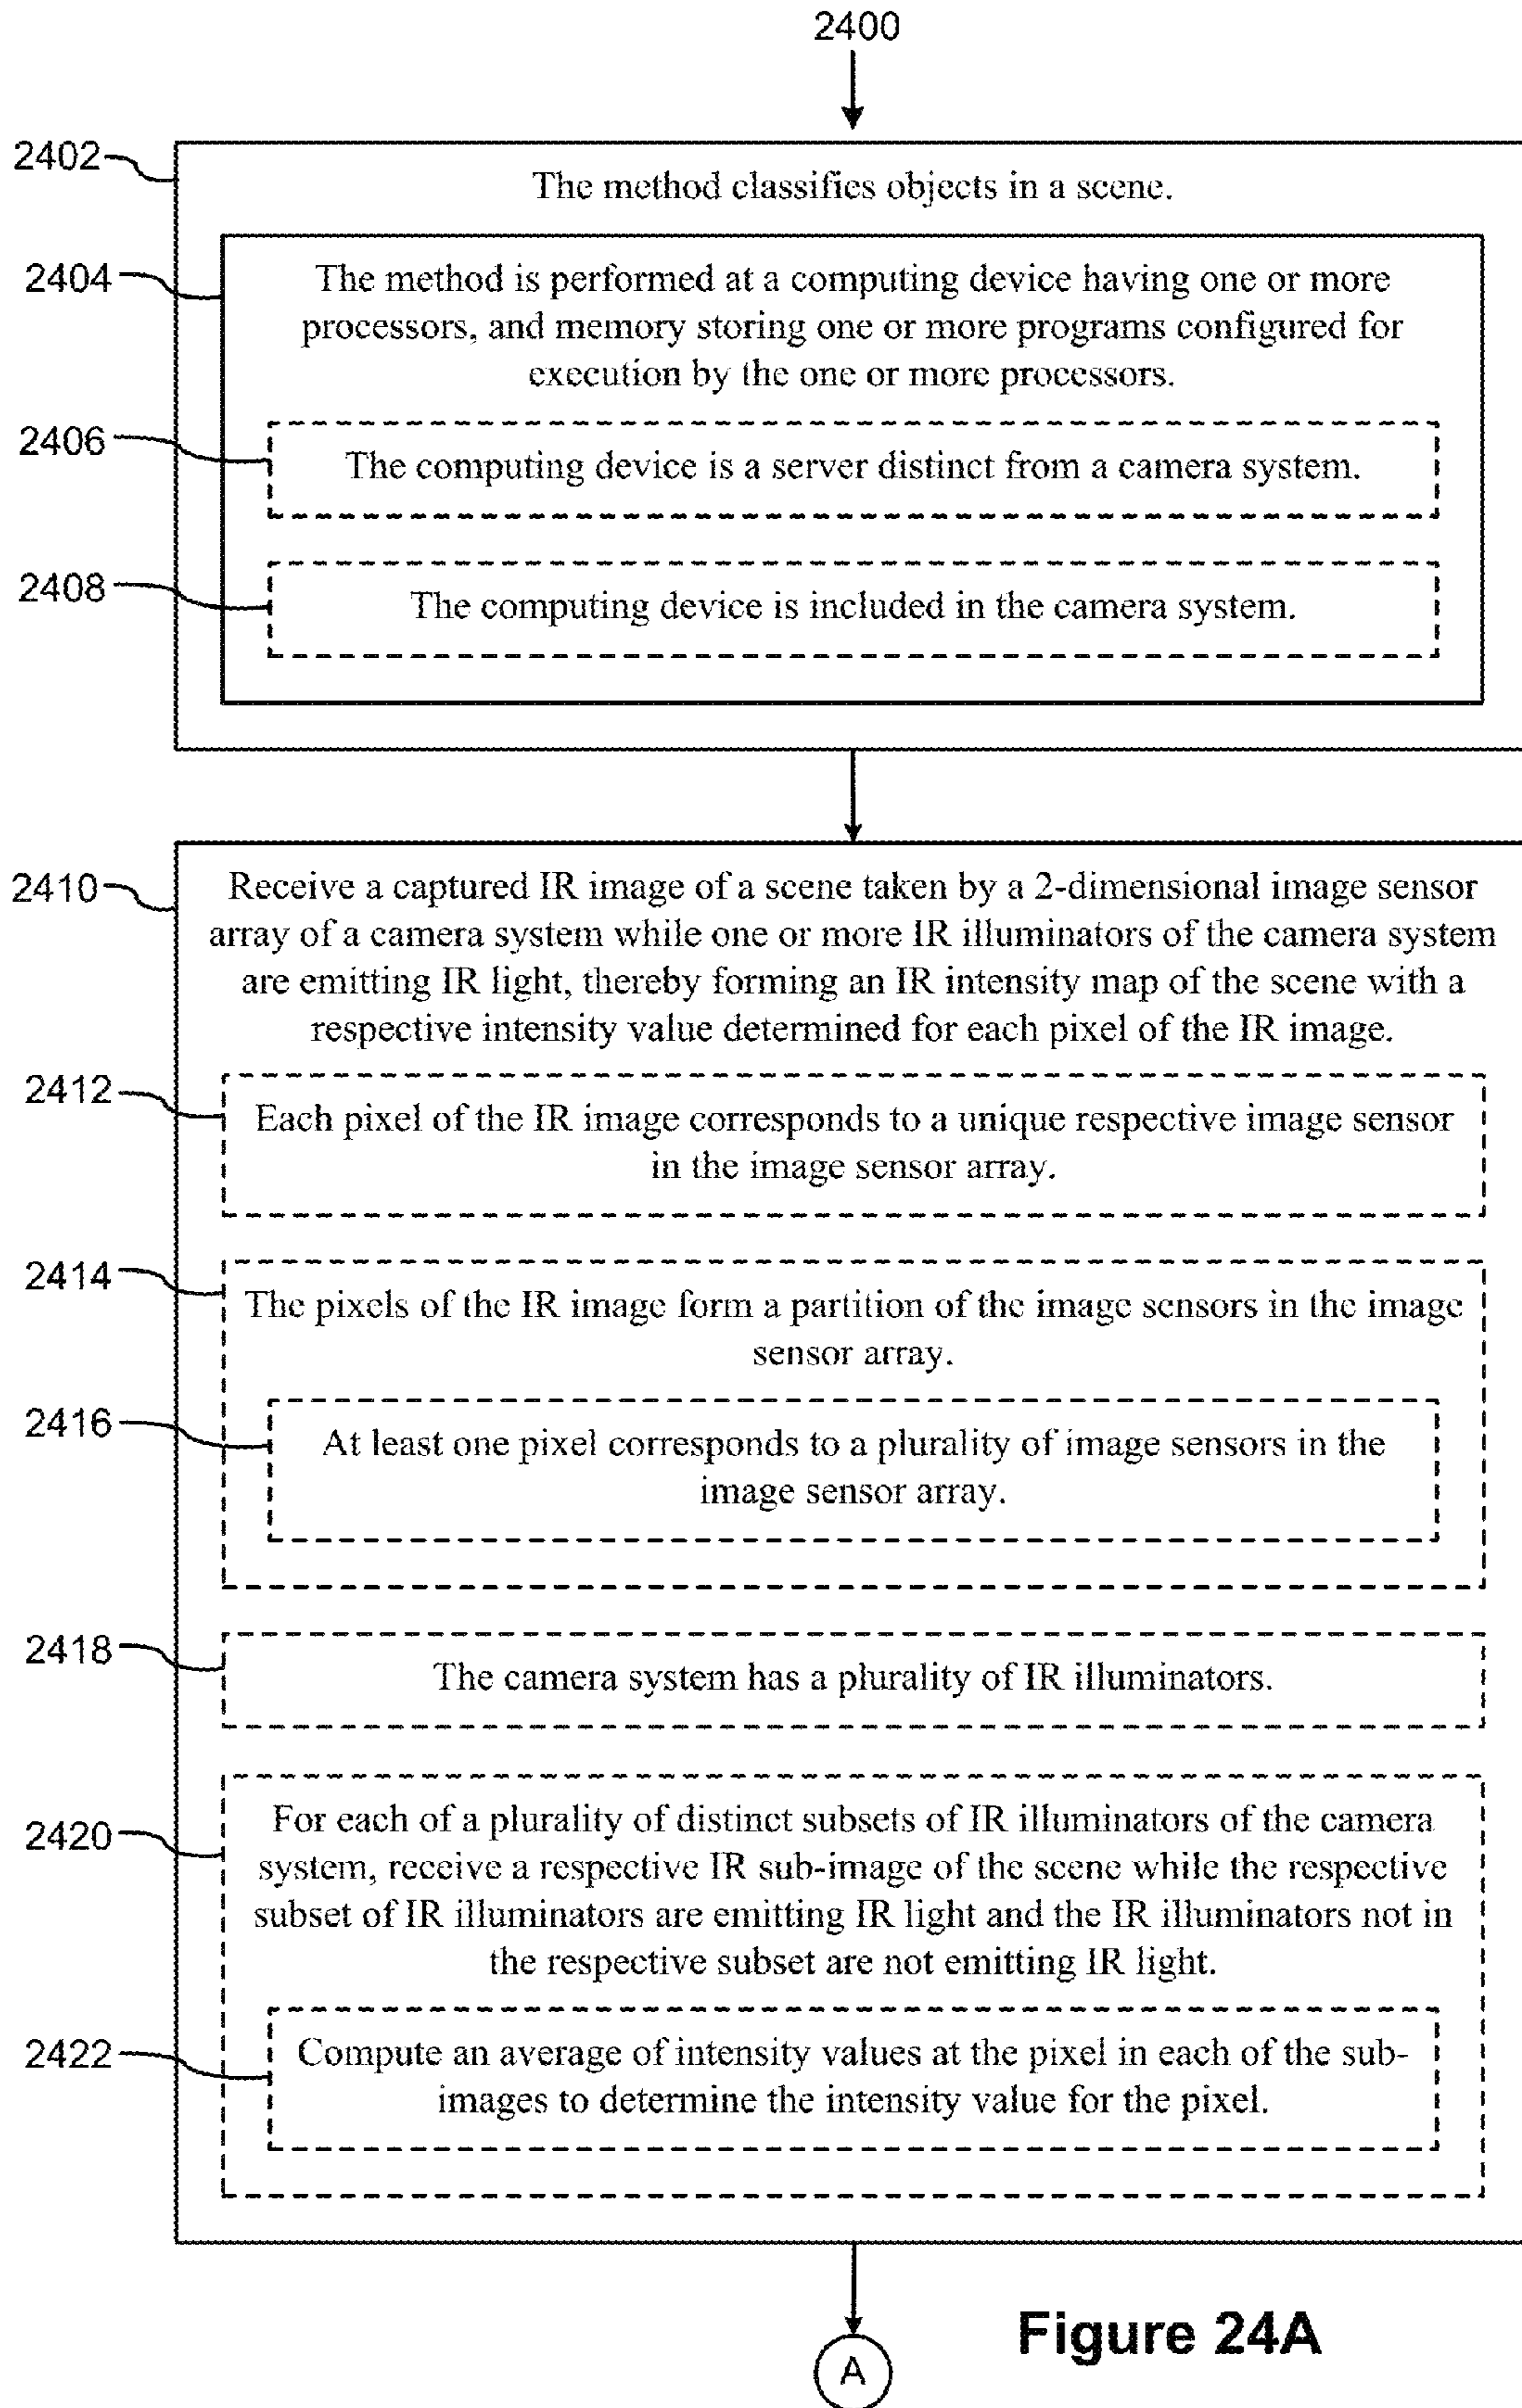 2400
2402
The method classifies objects in a scene.
2404
The method is performed at a computing device having one or more
processors, and memory storing one or more programs configured for
execution by the one or more processors.
2406
The computing device is a server distinct from a camera system.
2408
The computing device is included in the camera system.
2410
Receive a captured IR image of a scene taken by a 2-dimensional image sensor
array of a camera system while one or more IR illuminators of the camera system
are emitting IR light, thereby forming an IR intensity map of the scene with a
respective intensity value determined for each pixel of the IR image.
2412
Each pixel of the IR image corresponds to a unique respective image sensor
in the image sensor array.
2414
The pixels of the IR image form a partition of the image sensors in the image
sensor array.
2416
At least one pixel corresponds to a plurality of image sensors in the
image sensor array.
2418
The camera system has a plurality of IR illuminators.
2420
For each of a plurality of distinct subsets of IR illuminators of the camera
system, receive a respective IR sub-image of the scene while the respective
subset of IR illuminators are emitting IR light and the IR illuminators not in
the respective subset are not emitting IR light.
2422
Compute an average of intensity values at the pixel in each of the sub-
images to determine the intensity value for the pixel.
Figure 24A
A